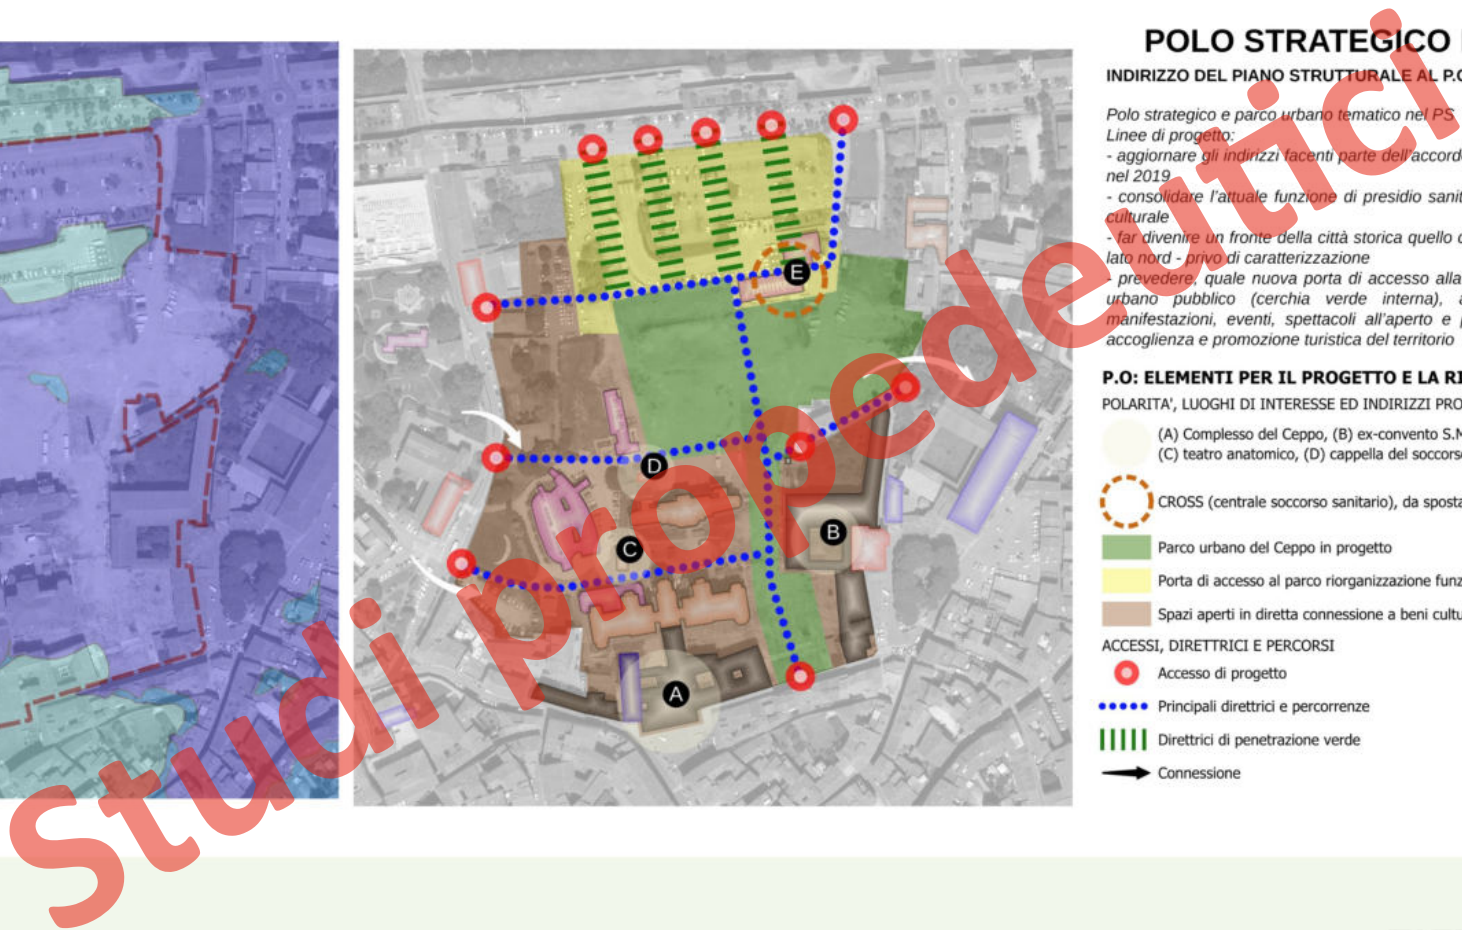 POLO STRATEGICO
INDIRIZZO DEL PIANO STRUTTURALE AL P.O
Polo strategico e parco urbano tematico nel PS
Linee di progetto:
- aggiornare gli indirizzi facenti parte dell'accord
nel 2019
- consolidare l'attuale funzione di presidio sanit
culturale
- far divenire un fronte della città storica quello
lato nord - privo di caratterizzazione
- prevedere, quale nuova porta di accesso alla
urbano pubblico (cerchia verde interna), a
manifestazioni, eventi, spettacoli all'aperto e
accoglienza e promozione turistica del territorio
P.O: ELEMENTI PER IL PROGETTO E LA RI
POLARITA', LUOGHI DI INTERESSE ED INDIRIZZI PRO
(A) Complesso del Ceppo, (B) ex-convento S.M
(C) teatro anatomico, (D) cappella del soccorso
CROSS (centrale soccorso sanitario), da sposta
Parco urbano del Ceppo in progetto
Porta di accesso al parco riorganizzazione funz
Spazi aperti in diretta connessione a beni cultu
ACCESSI, DIRETTRICI E PERCORSI
Accesso di progetto
Principali direttrici e percorrenze
Direttrici di penetrazione verde
Connessione
E
D
B
C
A
Studi propedeutici